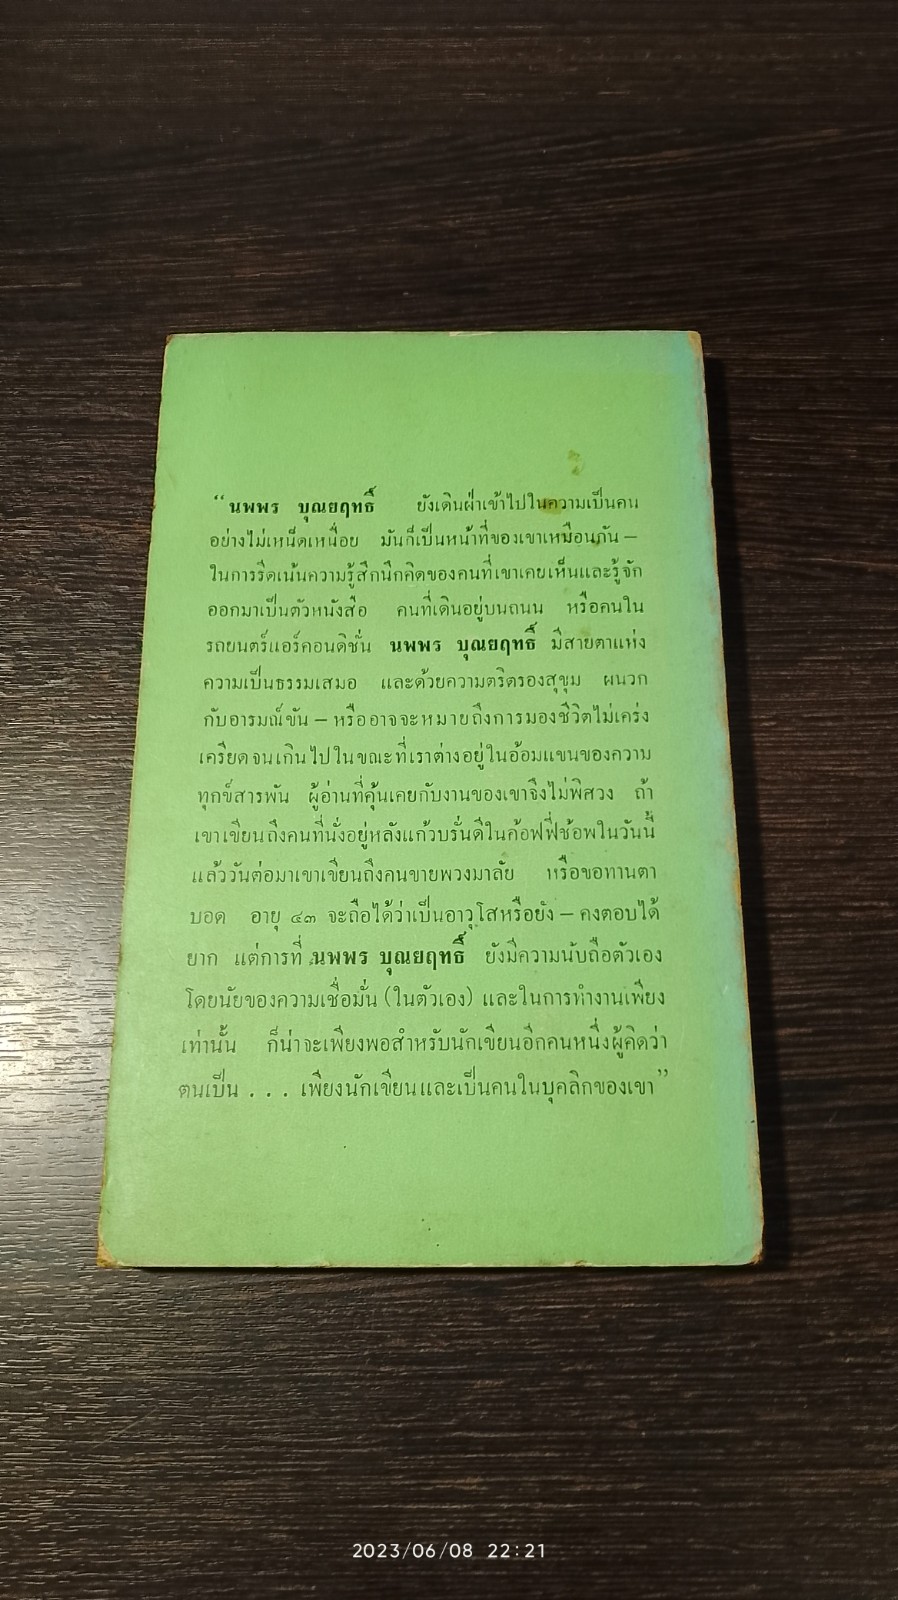 “นพพร บุณยฤทธิ์ ยังเดินฝ่าเข้าไปในความเป็นคน
อย่างไม่เหน็ดเหนื่อย มันก็เป็นหน้าที่ของเขาเหมือนกัน –
ในการรีดเน้นความรู้สึกนึกคิดของคนที่เขาเคยเห็นและรู้จัก
ออกมาเป็นตัวหนังสือ คนที่เดินอยู่บนถนน หรือคนใน
รถยนตร์แอร์คอนดิชั่น นพพร บุณยฤทธิ์ มีสายตาแห่ง
ความเป็นธรรมเสมอ และด้วยความตริตรองสุขุม ผนวก
กับอารมณ์ขัน – หรืออาจจะหมายถึงการมองชีวิตไม่เคร่ง
เครียดจนเกินไปในขณะที่เราต่างอยู่ในอ้อมแขนของความ
ทุกข์สารพัน ผู้อ่านที่คุ้นเคยกับงานของเขาจึงไม่พิศวง ถ้า
เขาเขียนถึงคนที่นั่งอยู่หลังแก้วบรั่นดีในค้อฟฟี่ช้อพในวันนี้
แล้ววันต่อมาเขาเขียนถึงคนขายพวงมาลัย หรือขอทานตา
บอด อายุ ๔๓ จะถือได้ว่าเป็นอาวุโสหรือยัง – คงตอบได้
ยาก แต่การที่ นพพร บุณยฤทธิ์ ยังมีความนับถือตัวเอง
โดยนัยของความเชื่อมั่น (ในตัวเอง) และในการทำงานเพียง
เท่านั้น ก็น่าจะเพียงพอสำหรับนักเขียนอีกคนหนึ่งผู้คิดว่า
ตนเป็น . . . เพียงนักเขียนและเป็นคนในบุคลิกของเขา”
2023/06/08 22:21